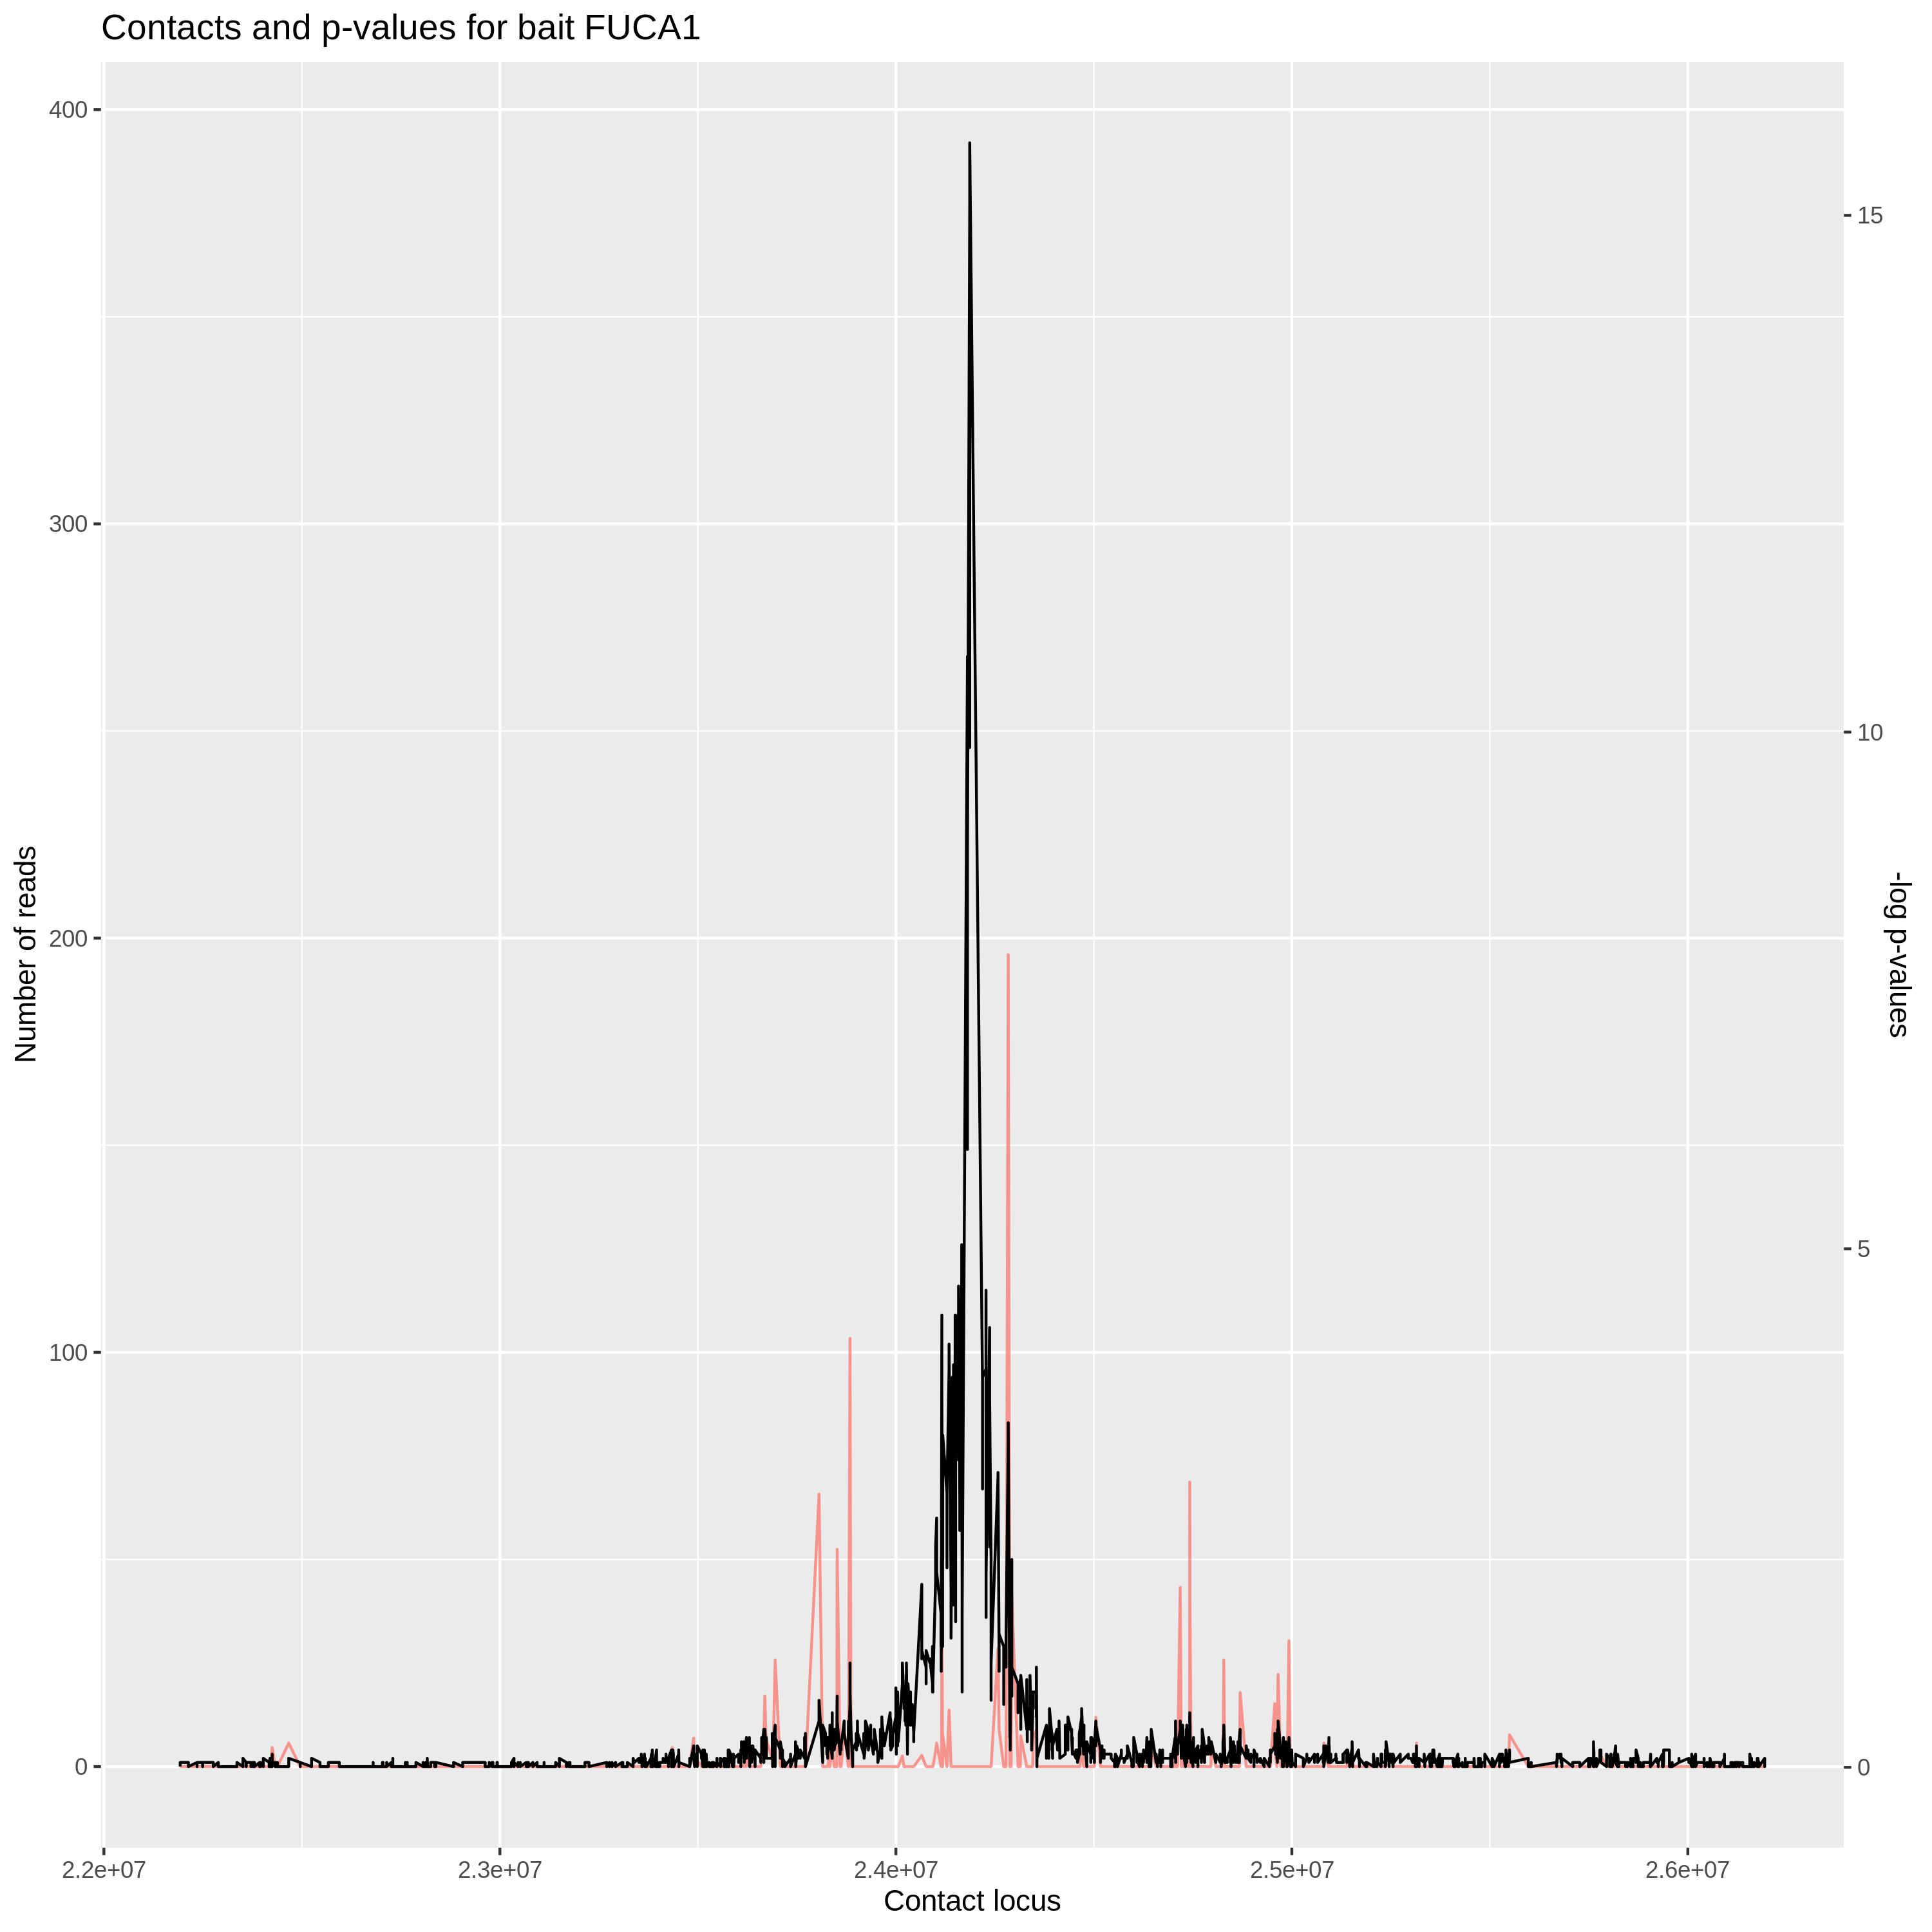 Contacts and p-values for bait FUCA1
400
300
200
100
0
Number of reads
15
10
5
0
-log p-values
2.2e+07
2.3e+07
2.4e+07
2.5e+07
2.6e+07
Contact locus